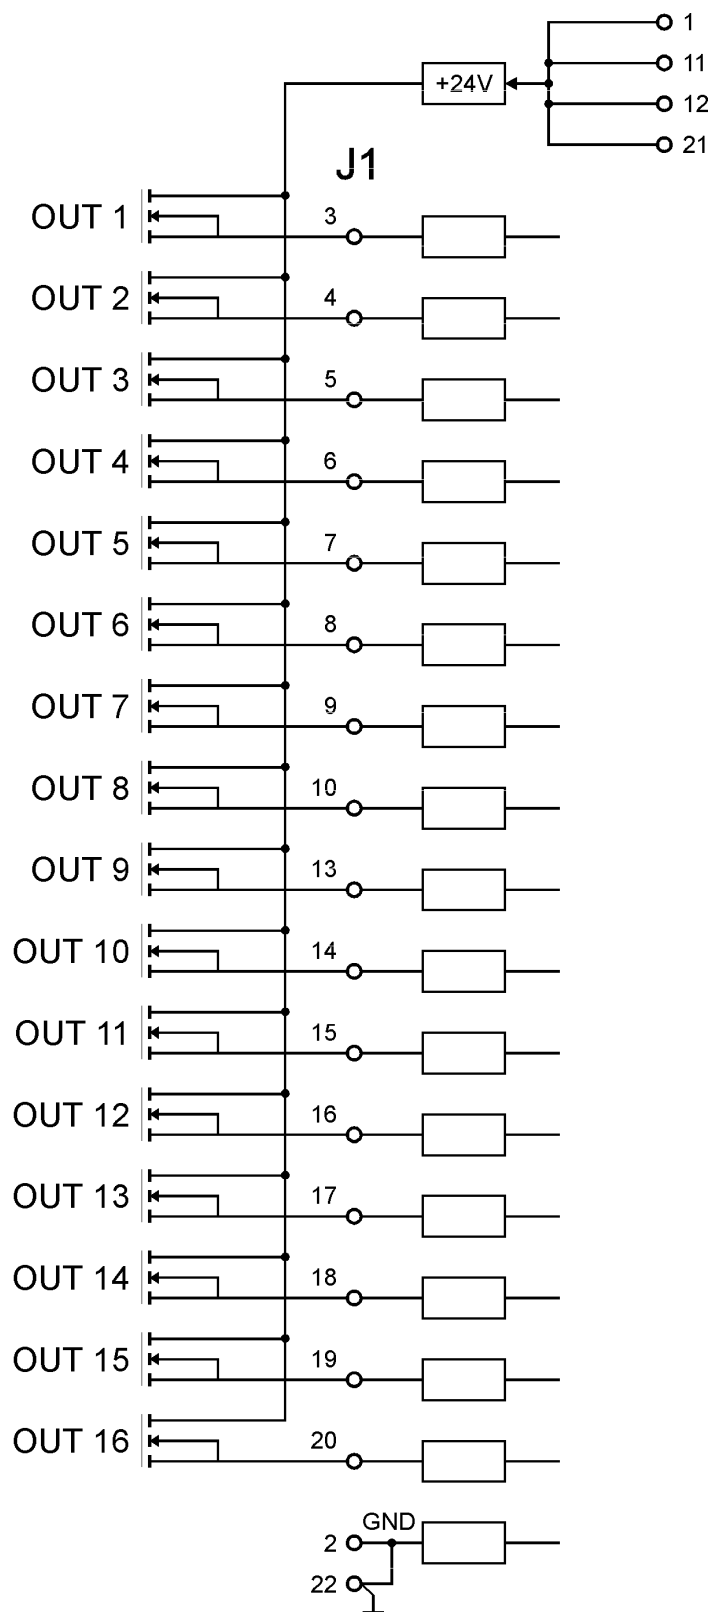 1
11
+24V
12
21
J1
OUT 1 3
OUT 2 4
OUT 3 5
OUT 4 6
OUT 5 7
OUT 6 8
OUT 7 9
OUT 8 10
OUT 9 13
OUT 10 14
OUT 11 15
OUT 12 16
OUT 13 17
OUT 14 18
OUT 15 19
OUT 16 20
GND
2
22